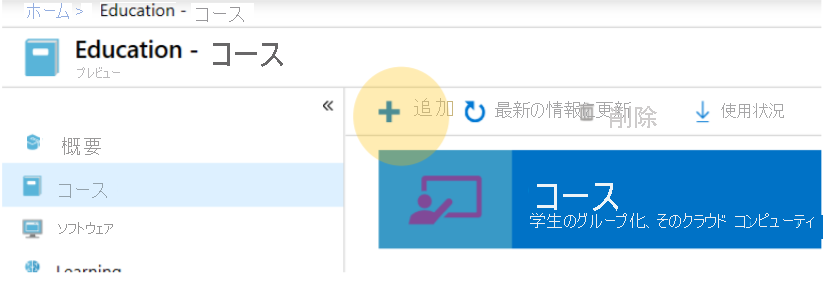 ホーム > Education - コース
Education - コース
プレビュー
«
追加 最新の情報に更新 削除 使用状況
概要
コース
ソフトウェア
Learning
コース
学生のグループ化、そのクラウド コンピューティ